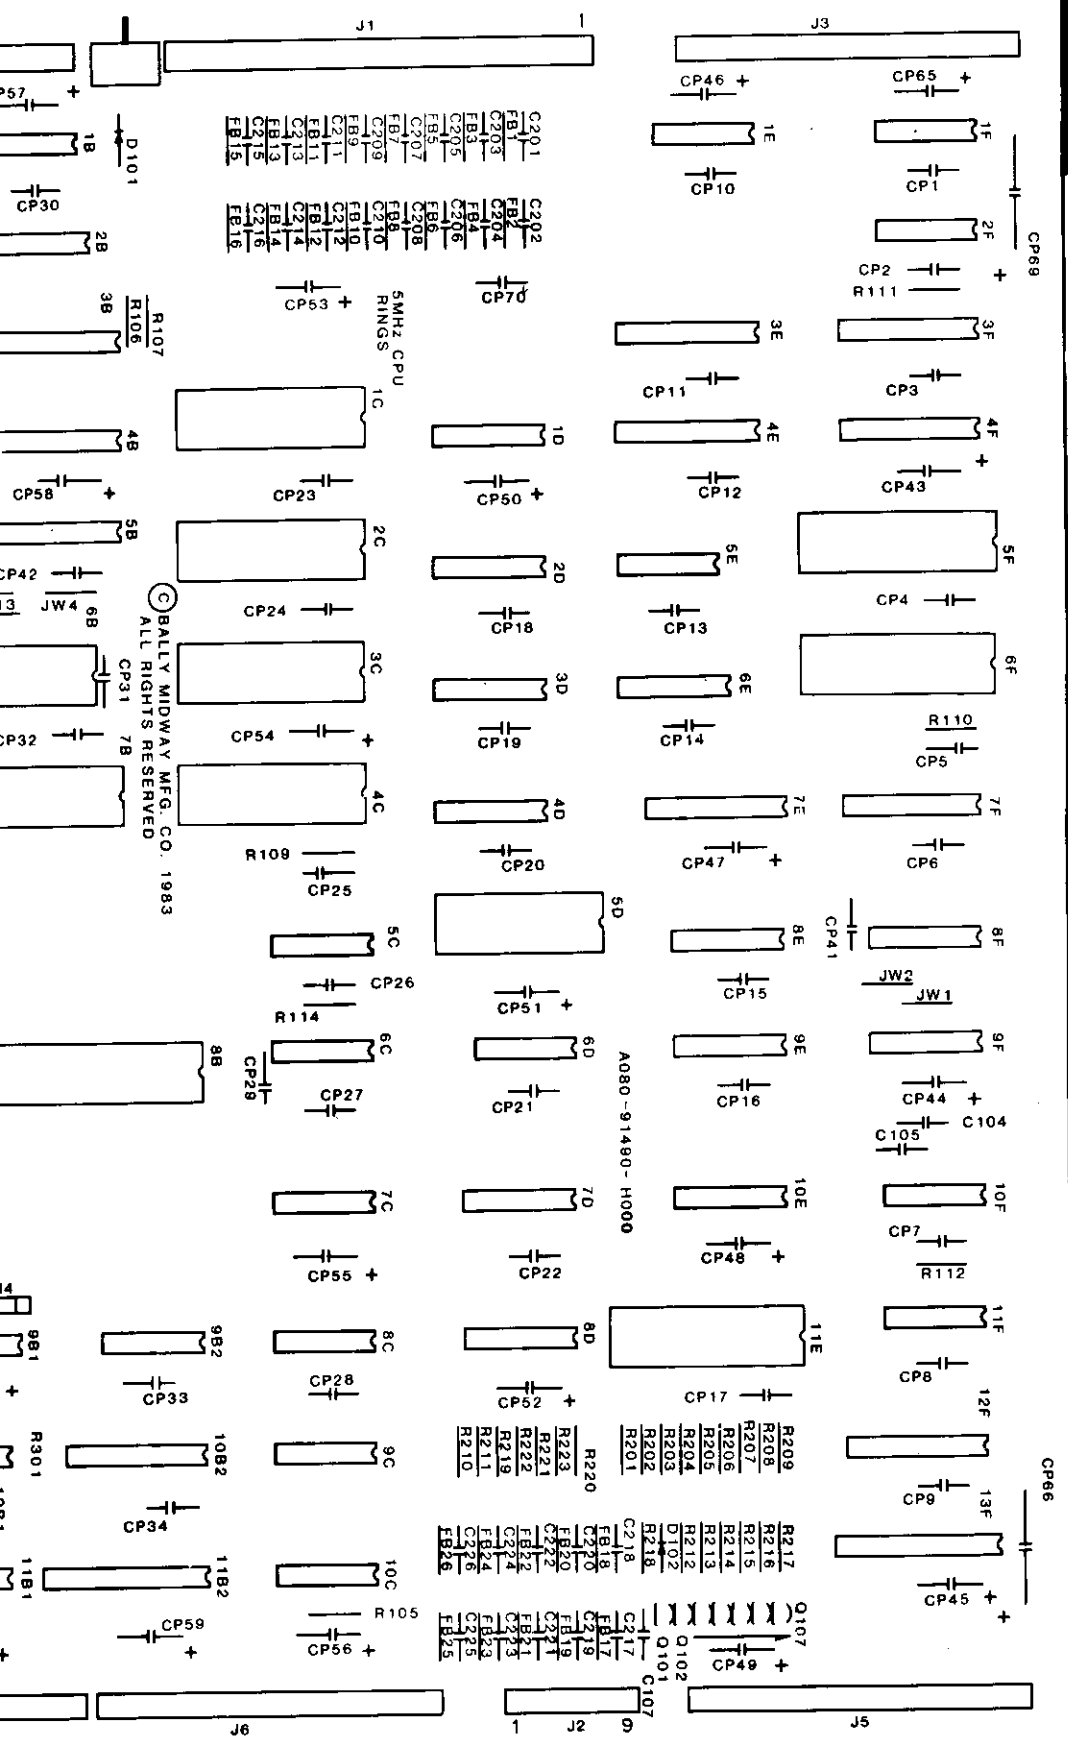 J1
1
J3
P57
+
CP46 +
CP65 +
1B
D101
FB15
C215
FB13
C213
FB11
C211
FB9
C209
FB7
C207
FB5
C205
FB3
C203
FB1
C201
1E
1F
CP30
CP10
CP1
2B
FB16
C216
FB14
C214
FB12
C212
FB10
C210
FB8
C208
FB6
C206
FB4
C204
FB2
C202
2F
CP69
CP2
+
R111
CP53 +
CP70
3B
R106
R107
5MHz CPU
RINGS
3E
3F
CP11
CP3
1C
4B
1D
4E
4F
+
CP58 +
CP23
CP50 +
CP12
CP43
5B
2C
2D
5E
5F
CP42
13
JW4
6B
CP24
CP18
CP13
CP4
© BALLY MIDWAY MFG. CO. 1983
ALL RIGHTS RESERVED
CP31
3C
3D
6E
6F
CP32
7B
CP54 +
CP19
CP14
R110
CP5
4C
4D
7E
7F
R109
CP25
CP20
CP47 +
CP6
5D
5C
8E
CP41
8F
CP26
R114
CP51 +
CP15
JW2
JW1
8B
CP29
6C
6D
9E
9F
CP27
CP21
A080-91490-H000
CP16
CP44 +
C104
C105
7C
7D
10E
10F
CP7
CP55 +
CP22
CP48 +
R112
14
9B1
9B2
8C
8D
11E
11F
+
CP33
CP28
CP52 +
CP17
CP8
12F
R301
10B2
9C
R210
R211
R219
R222
R221
R223
R220
R201
R202
R203
R204
R205
R206
R207
R208
R209
CP66
CP34
CP9
13F
10B1
11B1
11B2
10C
FB26
C226
FB24
C224
FB22
C222
FB20
C220
FB18
C218
R218
D102
R212
R213
R214
R215
R216
R217
CP45 +
+
R105
+
CP59 +
CP56 +
FB25
C225
FB23
C223
FB21
C221
FB19
C219
FB17
C217
Q101
Q102
CP49 +
Q107
C107
J6
1 J2 9
J5